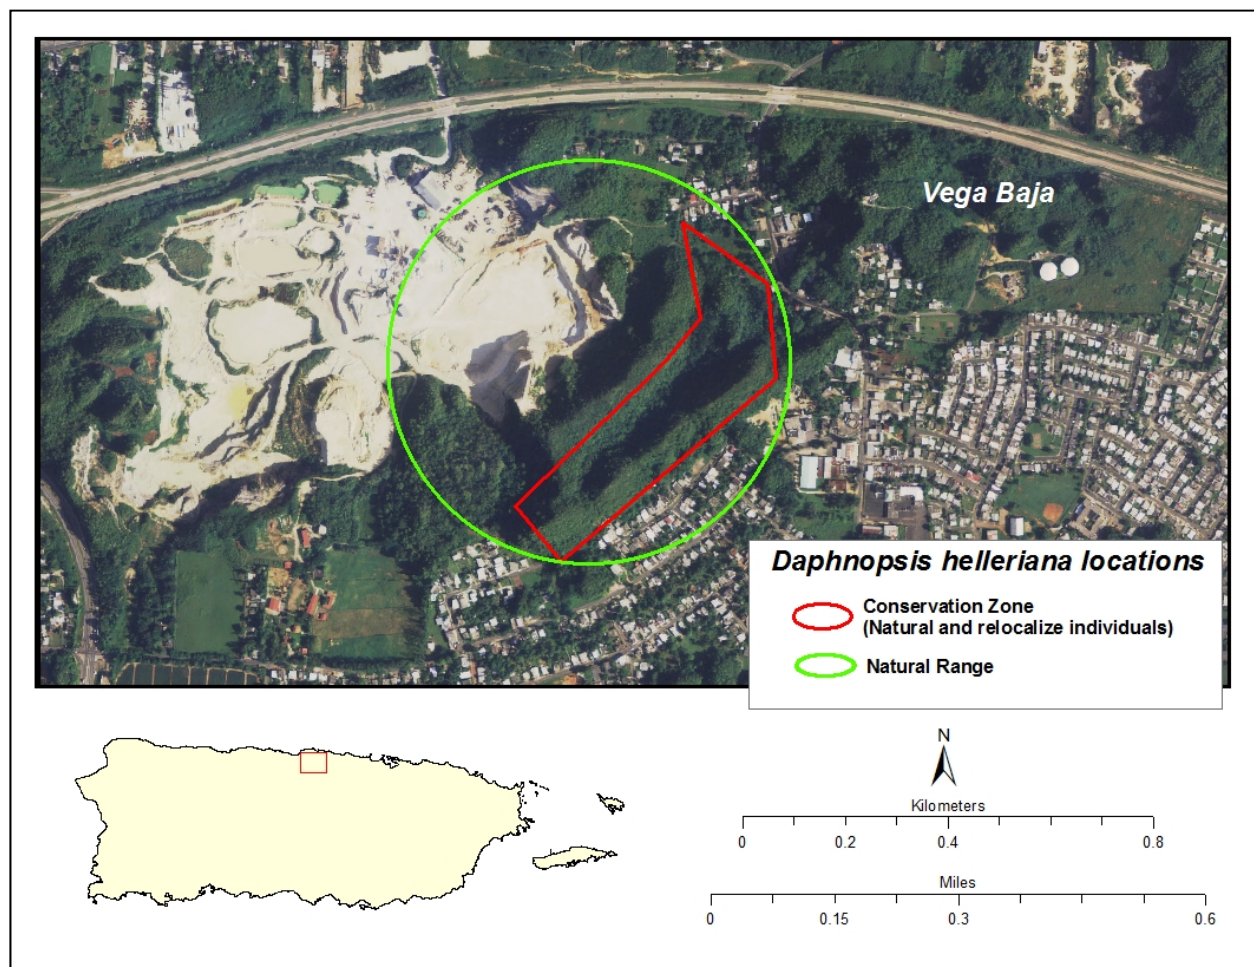 Vega Baja
Daphnopsis helleriana locations
Conservation Zone
(Natural and relocalize individuals)
Natural Range
N
Kilometers
0 0.2 0.4 0.8
Miles
0 0.15 0.3 0.6